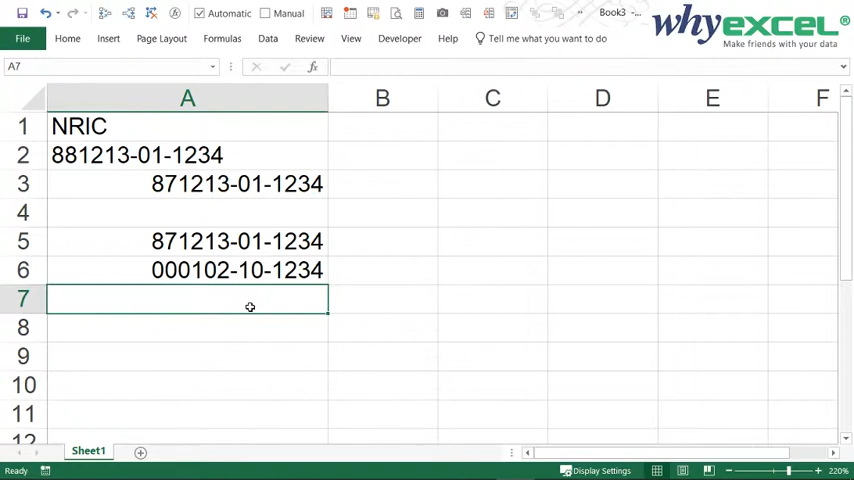 Automatic
Manual
Book3 -...
whyexcel®
Make friends with your data
File
Home
Insert
Page Layout
Formulas
Data
Review
View
Developer
Help
Tell me what you want to do
A7
fx
A
B
C
D
E
F
1
NRIC
2
881213-01-1234
3
871213-01-1234
4
5
871213-01-1234
6
000102-10-1234
7
8
9
10
11
12
Sheet1
Ready
Display Settings
220%